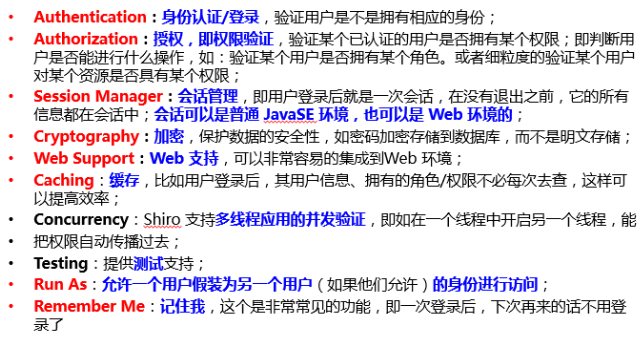 • Authentication：身份认证/登录，验证用户是不是拥有相应的身份；
• Authorization：授权，即权限验证，验证某个已认证的用户是否拥有某个权限；即判断用
户是否能进行什么操作，如：验证某个用户是否拥有某个角色。或者细粒度的验证某个用户
对某个资源是否具有某个权限；
• Session Manager：会话管理，即用户登录后就是一次会话，在没有退出之前，它的所有
信息都在会话中；会话可以是普通 JavaSE 环境，也可以是 Web 环境的；
• Cryptography：加密，保护数据的安全性，如密码加密存储到数据库，而不是明文存储；
• Web Support：Web 支持，可以非常容易的集成到Web 环境；
• Caching：缓存，比如用户登录后，其用户信息、拥有的角色/权限不必每次去查，这样可
以提高效率；
• Concurrency：Shiro 支持多线程应用的并发验证，即如在一个线程中开启另一个线程，能
• 把权限自动传播过去；
• Testing：提供测试支持；
• Run As：允许一个用户假装为另一个用户（如果他们允许）的身份进行访问；
• Remember Me：记住我，这个是非常常见的功能，即一次登录后，下次再来的话不用登
录了